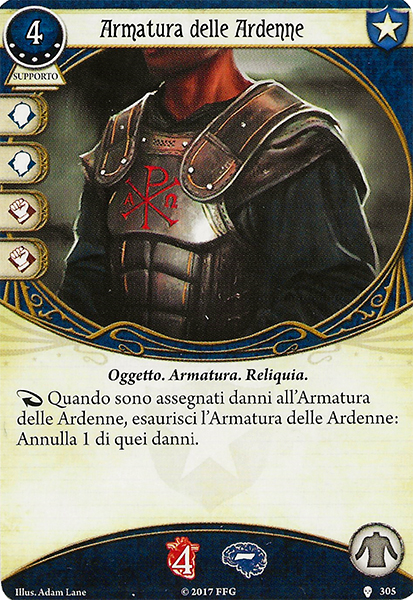 4
Armatura delle Ardenne
SUPPORTO
A Ω
Oggetto. Armatura. Reliquia.
Quando sono assegnati danni all'Armatura
delle Ardenne, esaurisci l'Armatura delle Ardenne:
Annulla 1 di quei danni.
4 -
Illus. Adam Lane © 2017 FFG 305